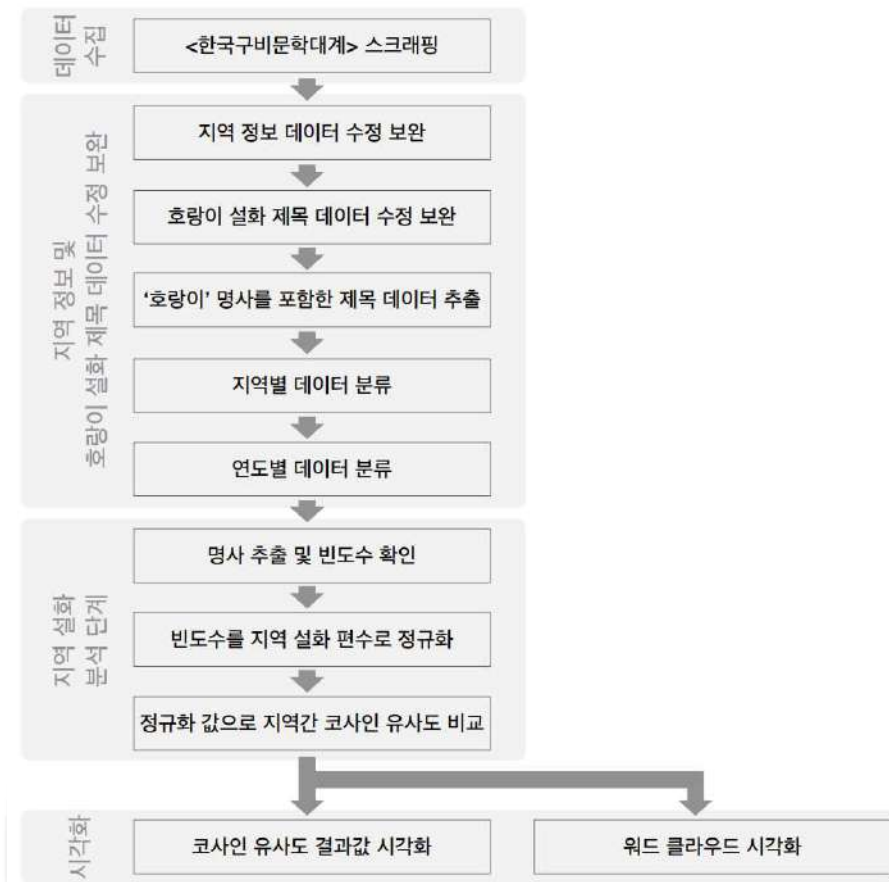 데이터
수집
<한국구비문학대계> 스크래핑
지역 정보 및
호랑이 설화 제목 데이터 수정 보완
지역 정보 데이터 수정 보완
호랑이 설화 제목 데이터 수정 보완
‘호랑이’ 명사를 포함한 제목 데이터 추출
지역별 데이터 분류
연도별 데이터 분류
지역 설화
분석 단계
명사 추출 및 빈도수 확인
빈도수를 지역 설화 편수로 정규화
정규화 값으로 지역간 코사인 유사도 비교
시각화
코사인 유사도 결과값 시각화
워드 클라우드 시각화